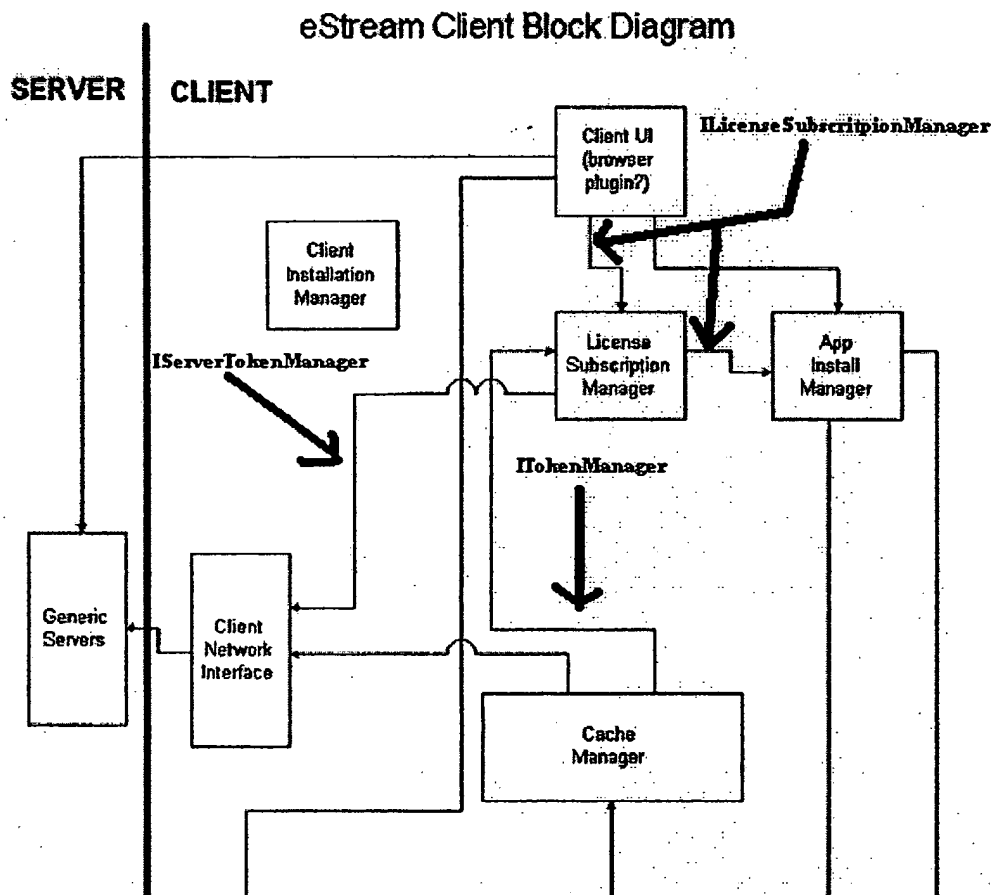 eStream Client Block Diagram
SERVER
CLIENT
ILicenseSubscritpionManager
Client UI
(browser
plugin?)
Client
Installation
Manager
License
Subscription
Manager
App
Install
Manager
IServerTokenManager
ITokenManager
Generic
Servers
Client
Network
Interface
Cache
Manager